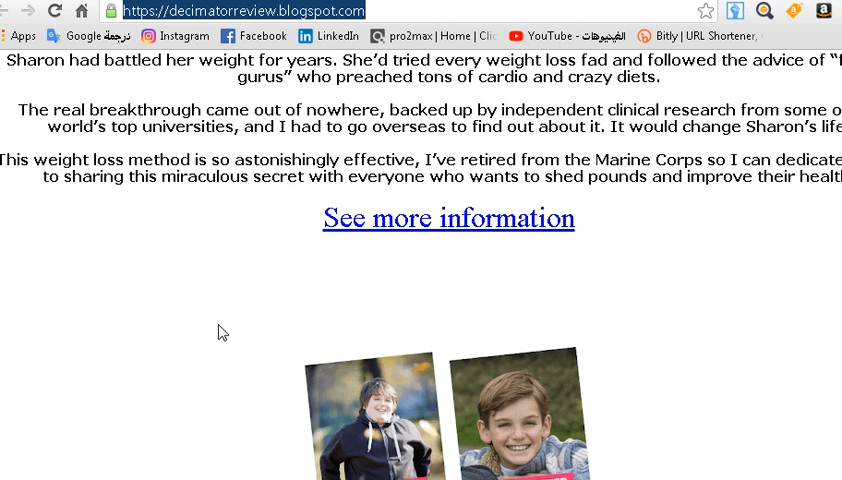 https://decimatorreview.blogspot.com
Apps Google نرجمة Instagram Facebook LinkedIn pro2max | Home | Clic YouTube - الفيديوهات Bitly | URL Shortener,
Sharon had battled her weight for years. She'd tried every weight loss fad and followed the advice of “f
gurus” who preached tons of cardio and crazy diets.
The real breakthrough came out of nowhere, backed up by independent clinical research from some o
world's top universities, and I had to go overseas to find out about it. It would change Sharon's life
This weight loss method is so astonishingly effective, I've retired from the Marine Corps so I can dedicate
to sharing this miraculous secret with everyone who wants to shed pounds and improve their healt
See more information